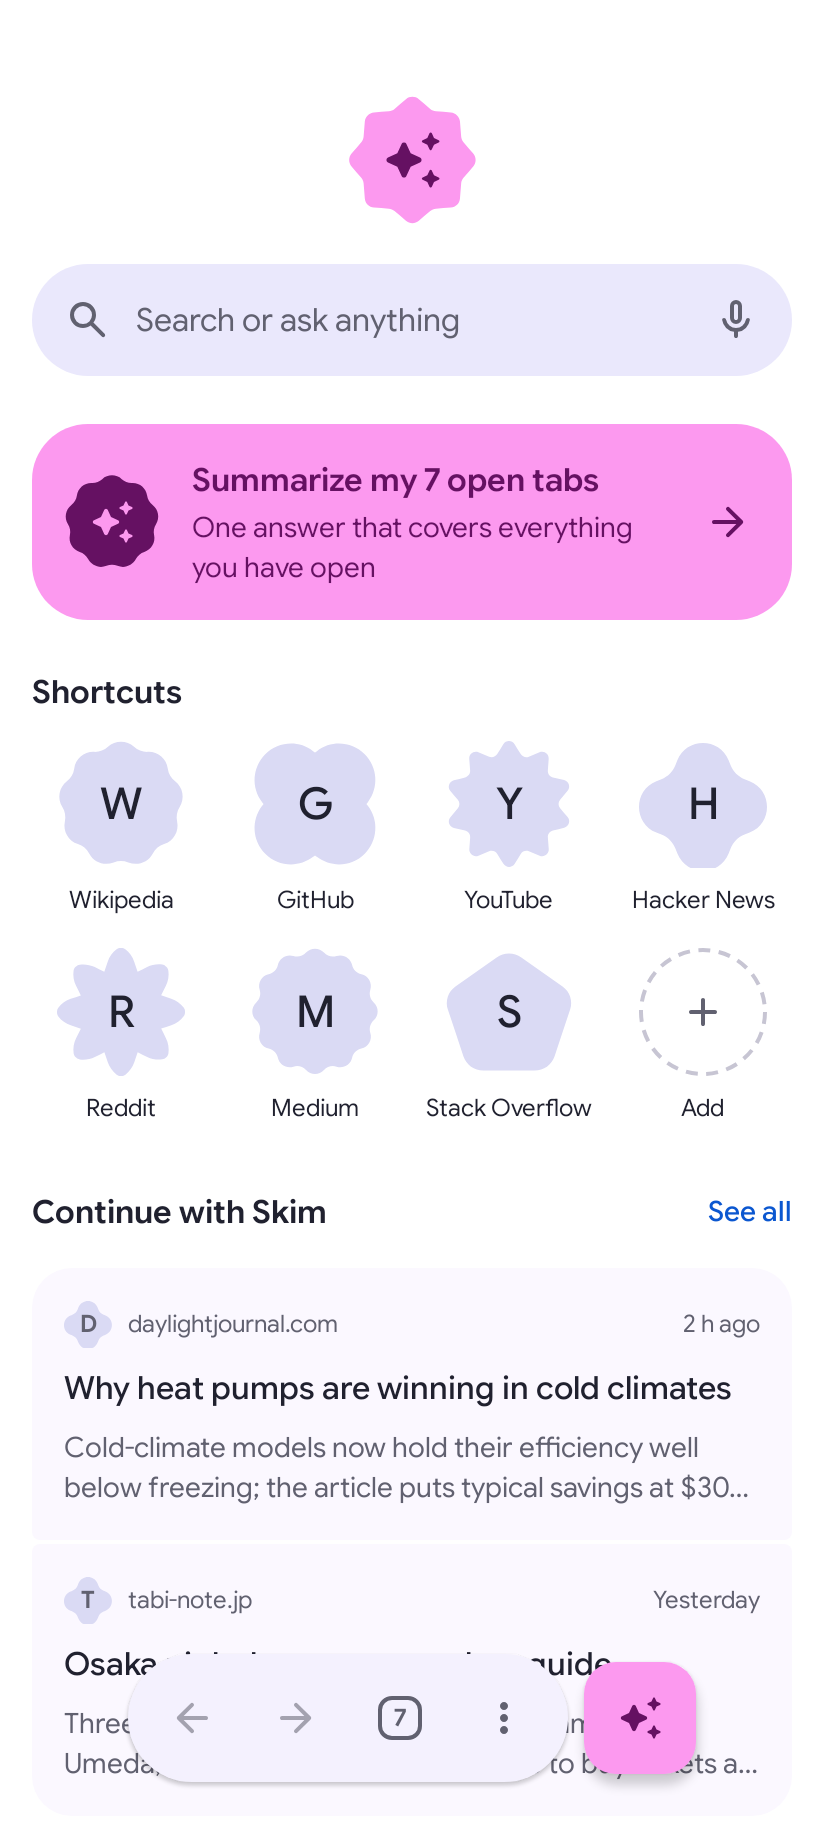 Search or ask anything
Summarize my 7 open tabs
One answer that covers everything
you have open
Shortcuts
W
G
Y
H
Wikipedia
GitHub
YouTube
Hacker News
R
M
S
Reddit
Medium
Stack Overflow
Add
Continue with Skim
See all
D
daylightjournal.com
2 h ago
Why heat pumps are winning in cold climates
Cold-climate models now hold their efficiency well
below freezing; the article puts typical savings at $30...
T
tabi-note.jp
Yesterday
Osaka guide
Three
7
Umeda, to a...